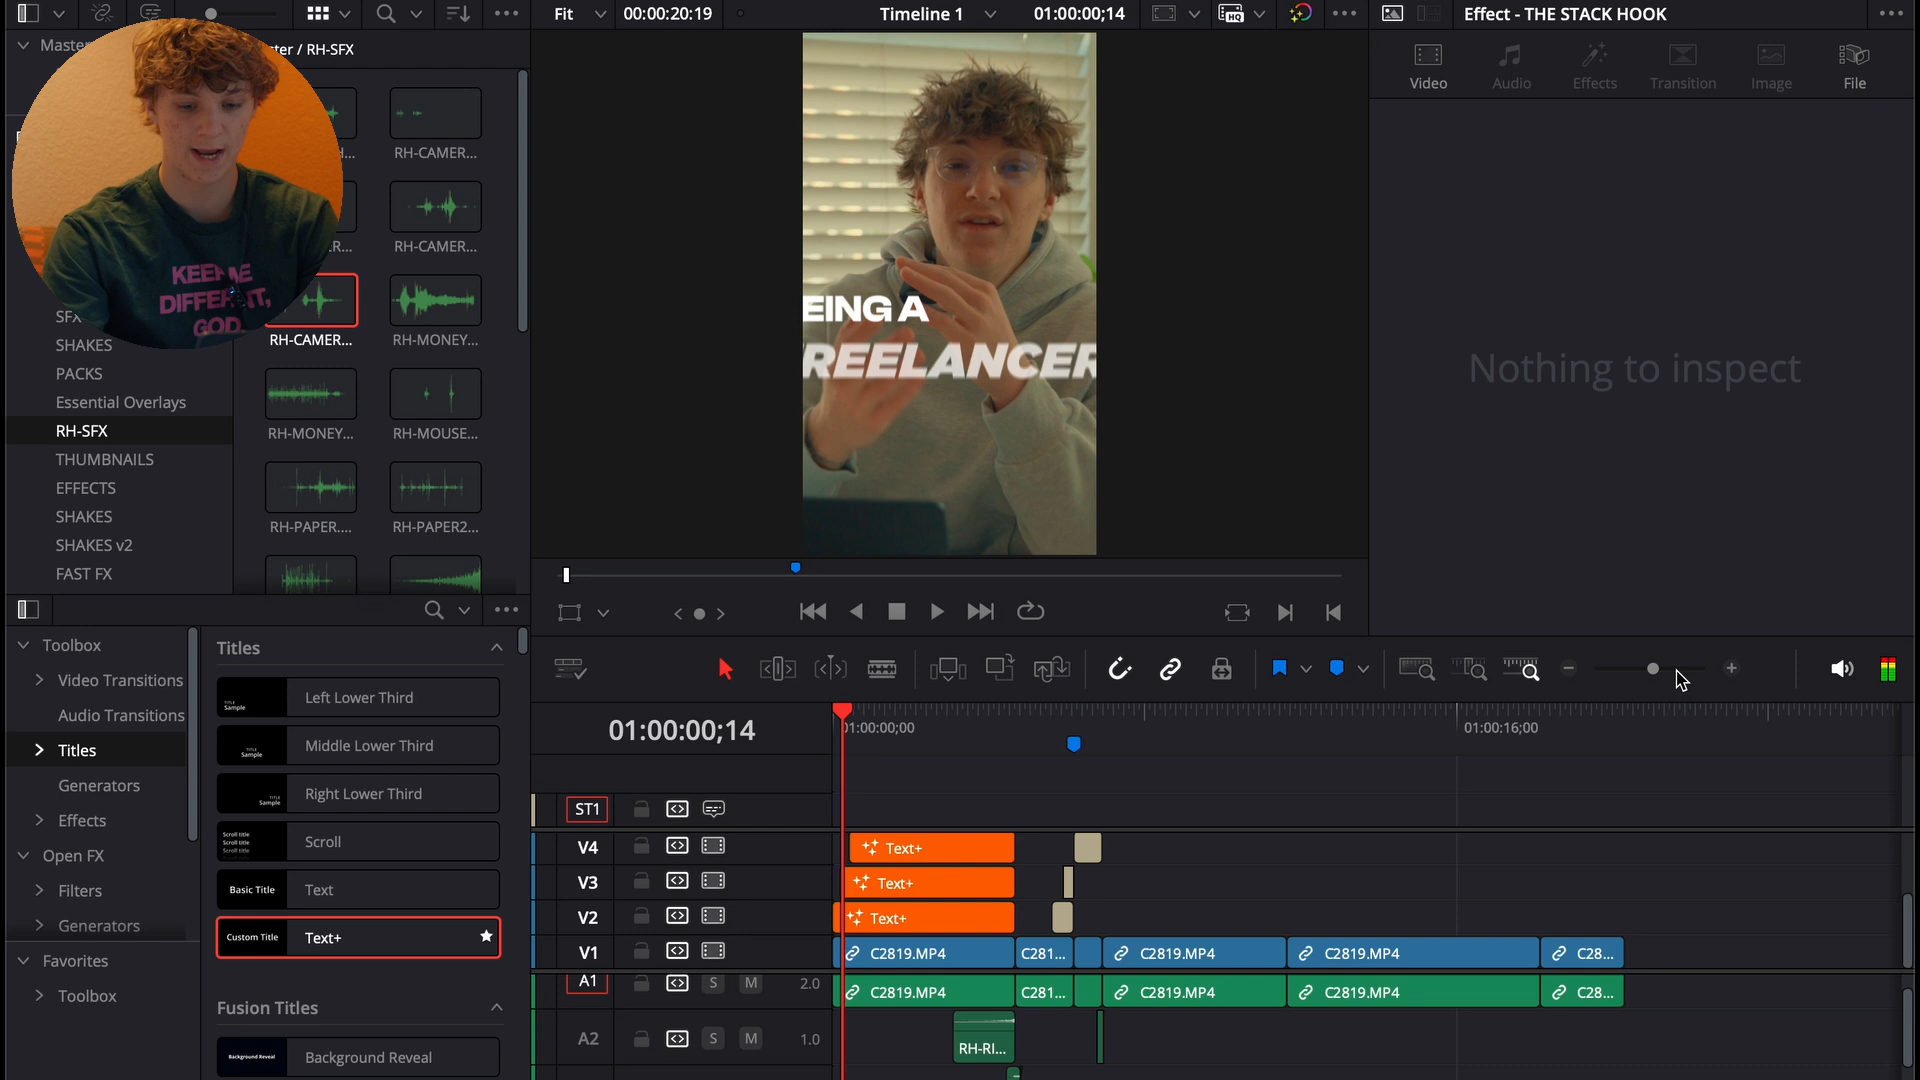 Fit
00:00:20:19
Timeline 1
01:00:00;14
Effect - THE STACK HOOK
Master
ter / RH-SFX
Video
Audio
Effects
Transition
Image
File
RH-CAMER...
RH-CAMER...
RH-CAMER...
RH-MONEY...
RH-MONEY...
RH-MOUSE...
RH-PAPER....
RH-PAPER2...
KEEP ME
DIFFERENT,
GOD.
SFX
SHAKES
PACKS
Essential Overlays
RH-SFX
THUMBNAILS
EFFECTS
SHAKES
SHAKES v2
FAST FX
EING A
REELANCER
Nothing to inspect
Toolbox
Video Transitions
Audio Transitions
Titles
Generators
Effects
Open FX
Filters
Generators
Favorites
Toolbox
Titles
Left Lower Third
Middle Lower Third
Right Lower Third
Scroll
Basic Title
Text
Custom Title
Text+
Fusion Titles
Background Reveal
Background Reveal
01:00:00;14
01:00:00;00
01:00:16;00
ST1
V4
Text+
V3
Text+
V2
Text+
V1
C2819.MP4
C281...
C2819.MP4
C2819.MP4
C28...
A1
S
M
2.0
C2819.MP4
C281...
C2819.MP4
C2819.MP4
C28...
A2
S
M
1.0
RH-RI...